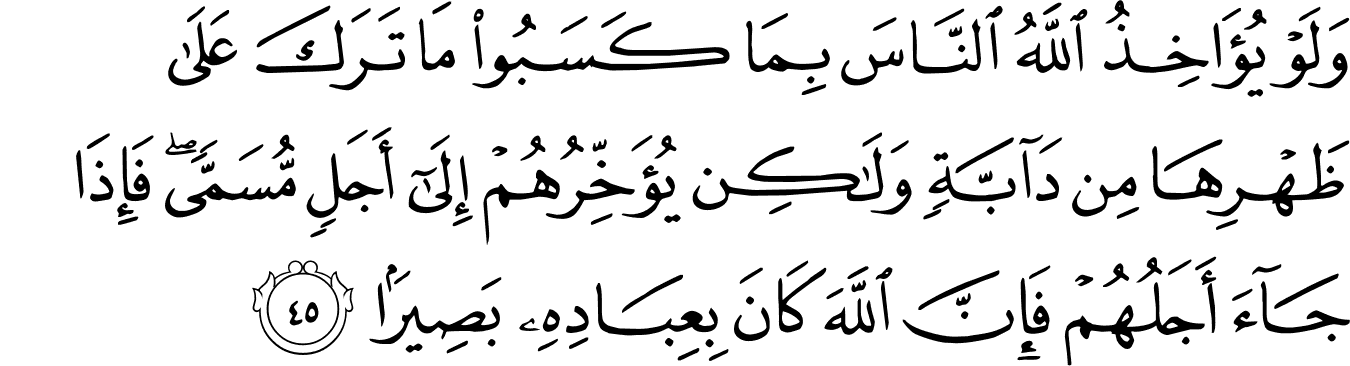 وَلَوْ يُؤَاخِذُ ٱللَّهُ ٱلنَّاسَ بِمَا كَسَبُوا۟ مَا تَرَكَ عَلَىٰ
ظَهْرِهَا مِن دَآبَّةٍ وَلَـٰكِن يُؤَخِّرُهُمْ إِلَىٰٓ أَجَلٍ مُّسَمًّى ۖ فَإِذَا
جَآءَ أَجَلُهُمْ فَإِنَّ ٱللَّهَ كَانَ بِعِبَادِهِۦ بَصِيرًۢا ٤٥